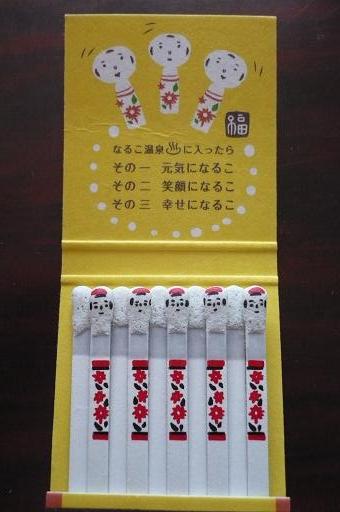 福
なるこ温泉♨に入ったら
その一 元気になるこ
その二 笑顔になるこ
その三 幸せになるこ